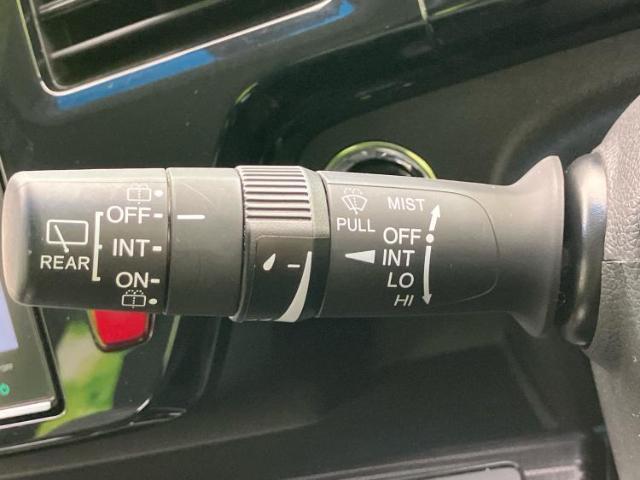 REAR
OFF
INT
ON
PULL
MIST
OFF
INT
LO
HI